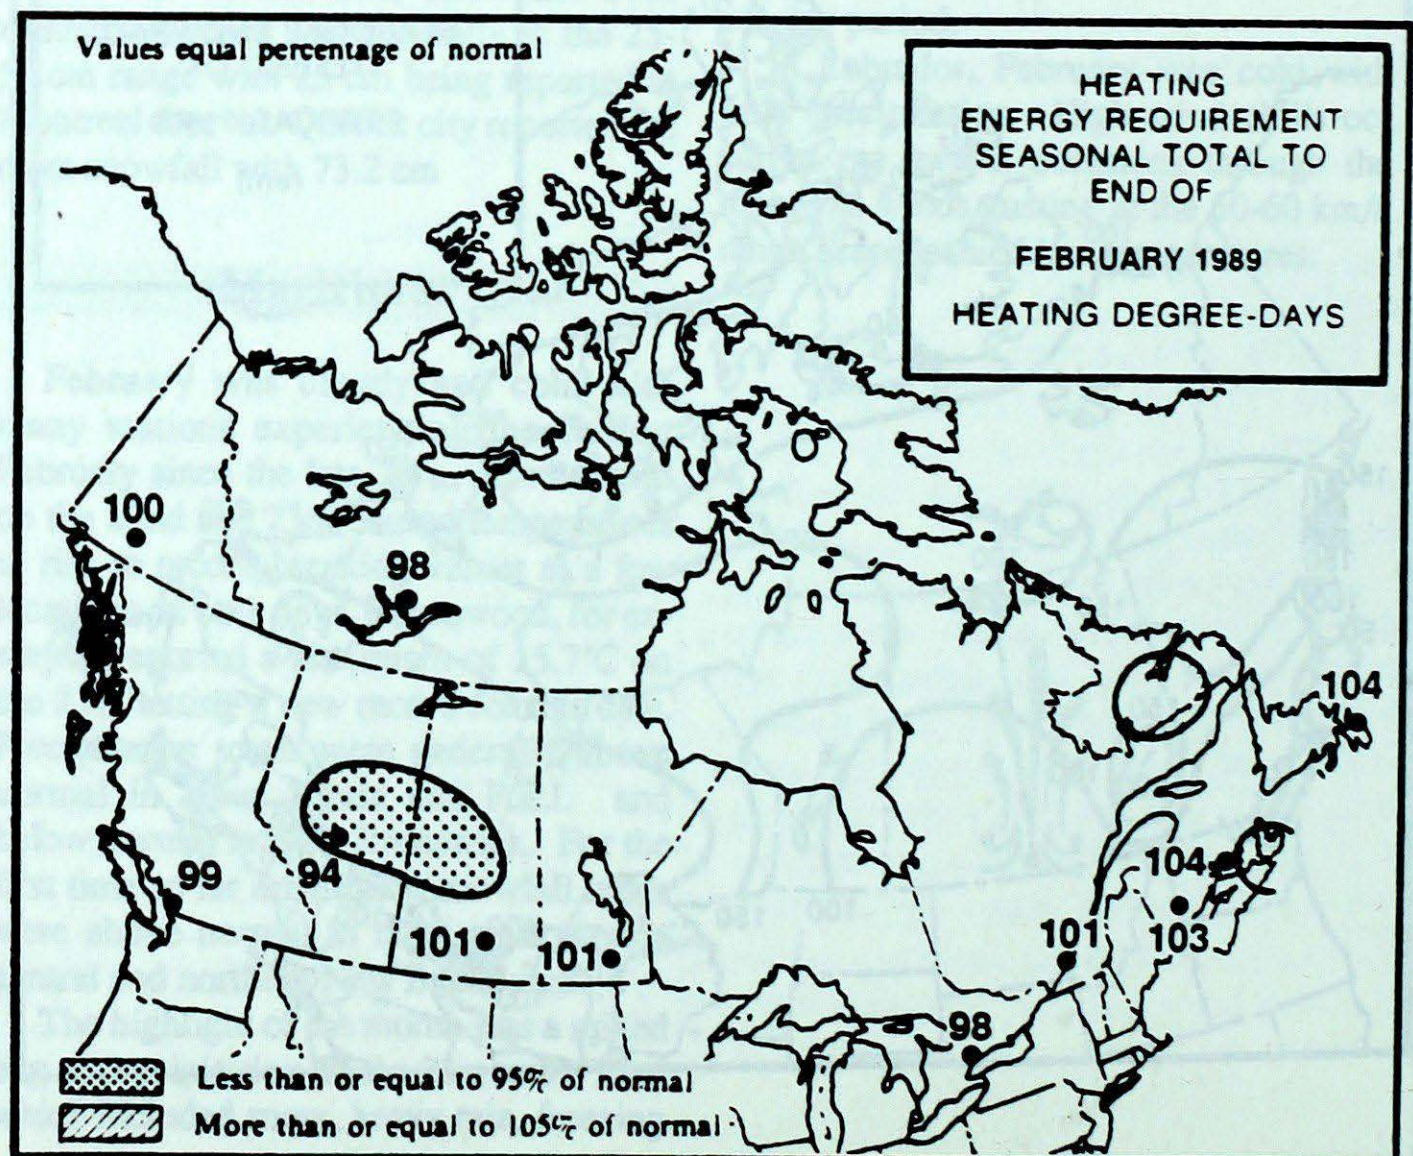 Values equal percentage of normal
HEATING
ENERGY REQUIREMENT
SEASONAL TOTAL TO
END OF
FEBRUARY 1989
HEATING DEGREE-DAYS
100
98
104
99
94
104
101
101
101
103
98
Less than or equal to 95% of normal
More than or equal to 105% of normal